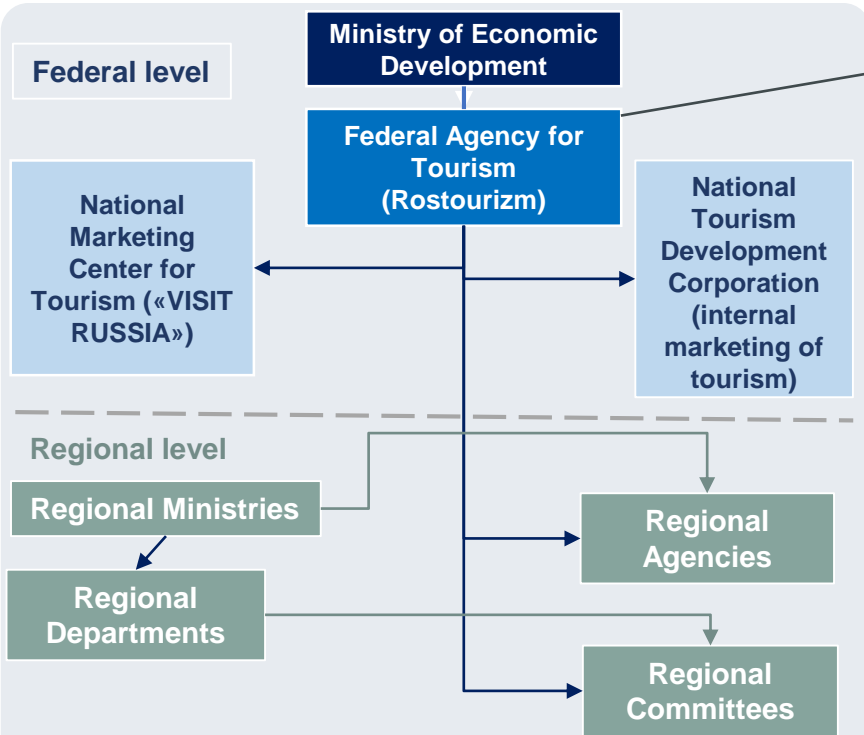 Ministry of Economic
Development
Federal level
Federal Agency for
Tourism
(Rostourizm)
National
Marketing
Center for
Tourism («VISIT
RUSSIA»)
National
Tourism
Development
Corporation
(internal
marketing of
tourism)
Regional level
Regional Ministries
Regional
Agencies
Regional
Departments
Regional
Committees